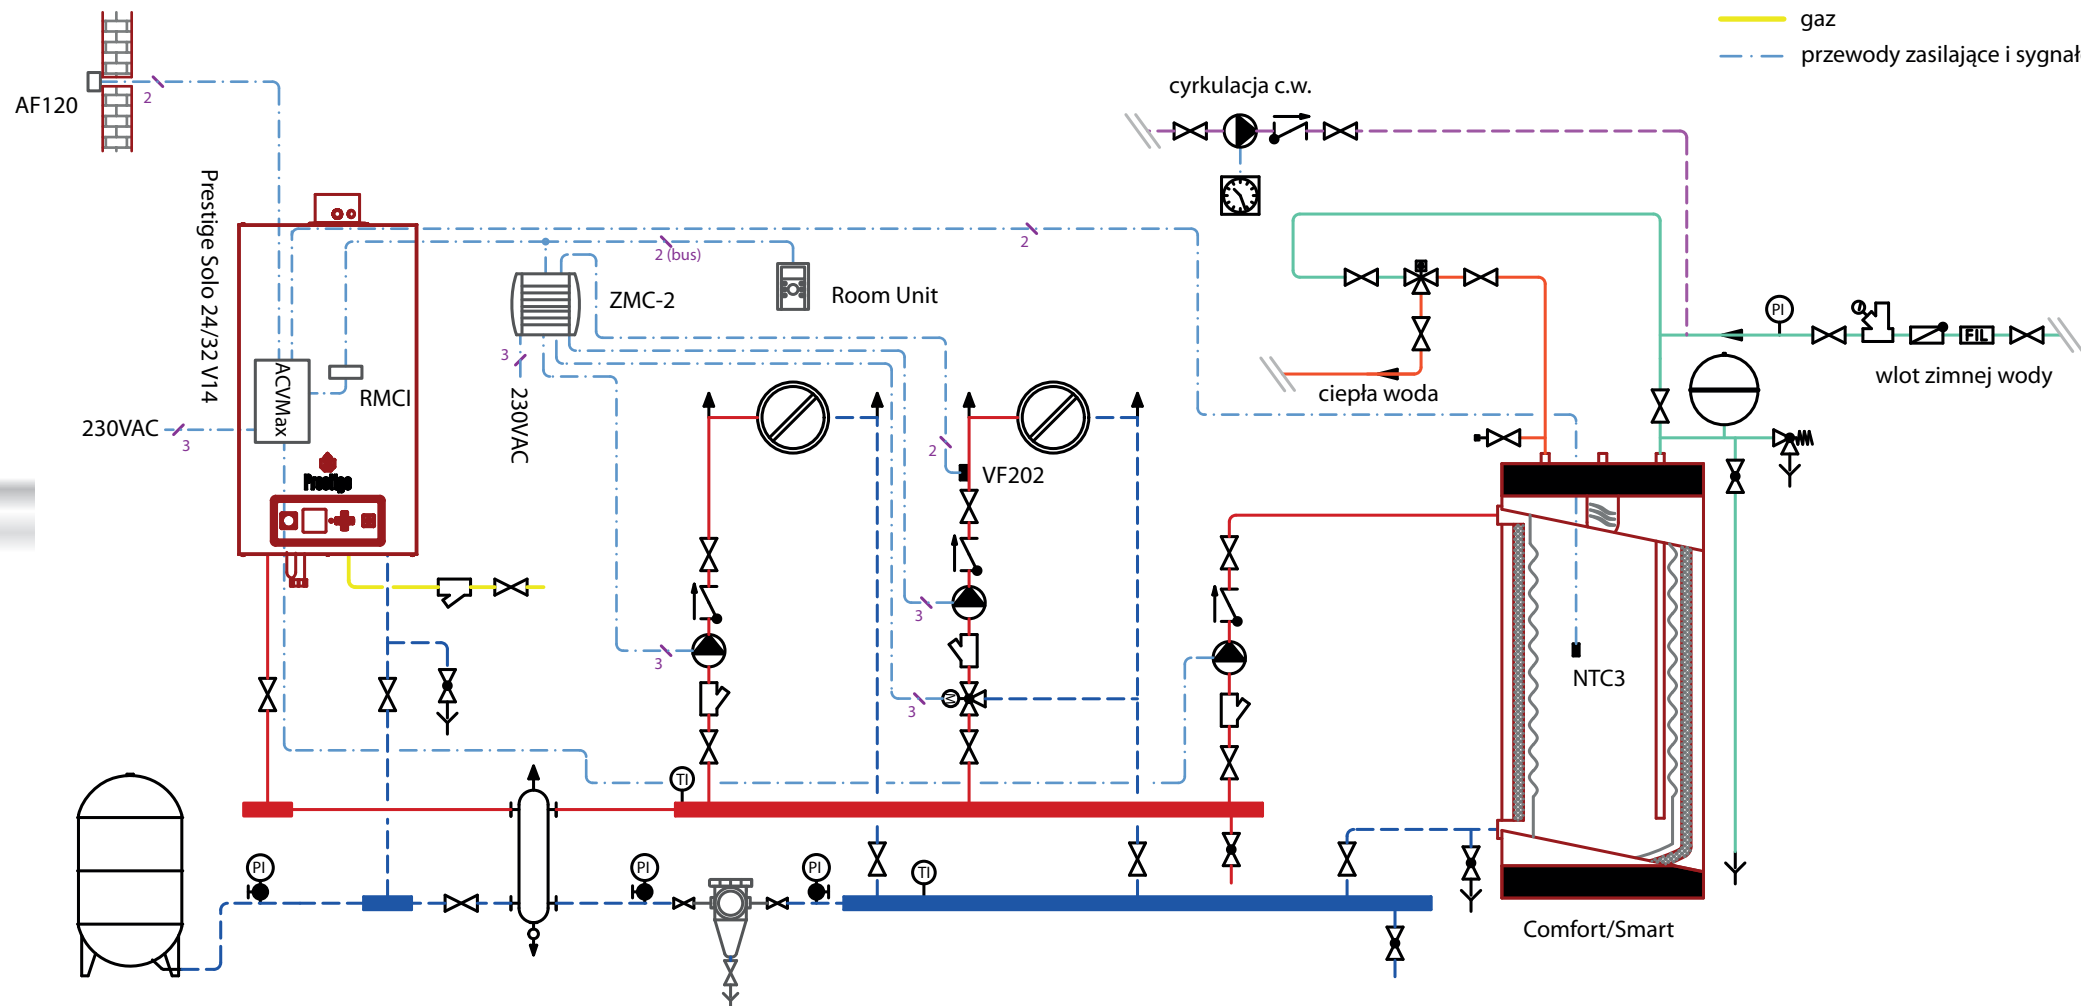 gaz
przewody zasilające i sygnał
cyrkulacja c.w.
AF120
2
Prestige Solo 24/32 V14
2 (bus)
2
ZMC-2
Room Unit
PI
FIL
wlot zimnej wody
3
230VAC
ciepła woda
ACVMax
RMCI
230VAC
3
2
VF202
Prestige
3
3
3
M
NTC3
TI
PI
PI
PI
TI
Comfort/Smart